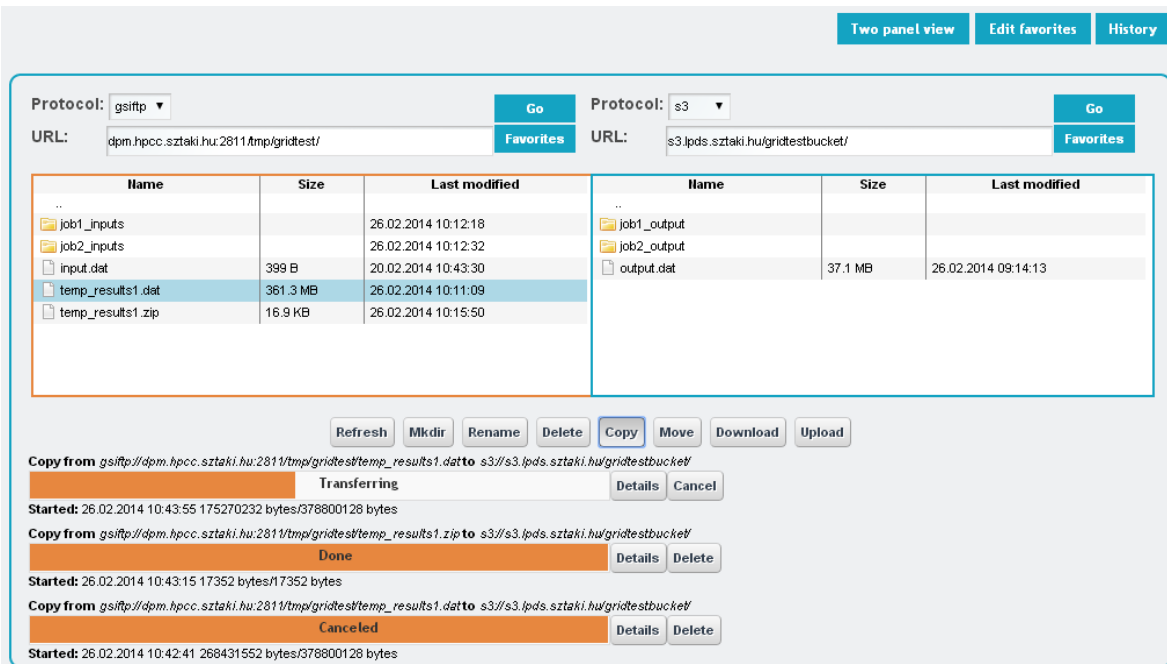 Two panel view Edit favorites History
Protocol: gsiftp Go Protocol: s3 Go
URL: dpm.hpcc.sztaki.hu:2811/tmp/gridtest/ Favorites URL: s3.lpds.sztaki.hu/gridtestbucket/ Favorites
Name Size Last modified Name Size Last modified
.. ..
job1_inputs 26.02.2014 10:12:18 job1_output
job2_inputs 26.02.2014 10:12:32 job2_output
input.dat 399 B 20.02.2014 10:43:30 output.dat 37.1 MB 26.02.2014 09:14:13
temp_results1.dat 361.3 MB 26.02.2014 10:11:09
temp_results1.zip 16.9 KB 26.02.2014 10:15:50
Refresh Mkdir Rename Delete Copy Move Download Upload
Copy from gsiftp://dpm.hpcc.sztaki.hu:2811/tmp/gridtest/temp_results1.dat to s3://s3.lpds.sztaki.hu/gridtestbucket/
Transferring Details Cancel
Started: 26.02.2014 10:43:55 175270232 bytes/378800128 bytes
Copy from gsiftp://dpm.hpcc.sztaki.hu:2811/tmp/gridtest/temp_results1.zip to s3://s3.lpds.sztaki.hu/gridtestbucket/
Done Details Delete
Started: 26.02.2014 10:43:15 17352 bytes/17352 bytes
Copy from gsiftp://dpm.hpcc.sztaki.hu:2811/tmp/gridtest/temp_results1.dat to s3://s3.lpds.sztaki.hu/gridtestbucket/
Canceled Details Delete
Started: 26.02.2014 10:42:41 268431552 bytes/378800128 bytes